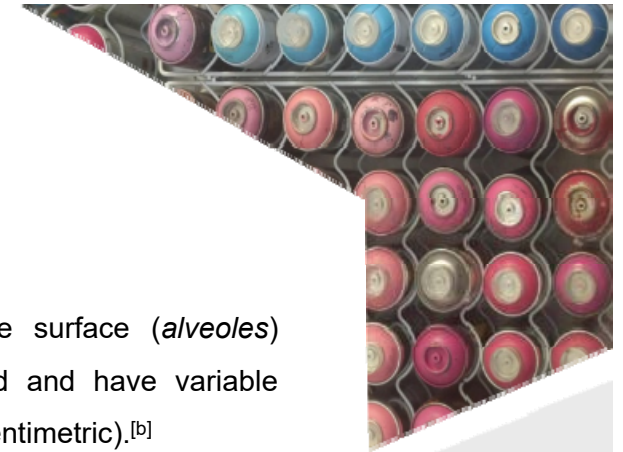 e surface (alveoles)
d and have variable
entimetric).[b]